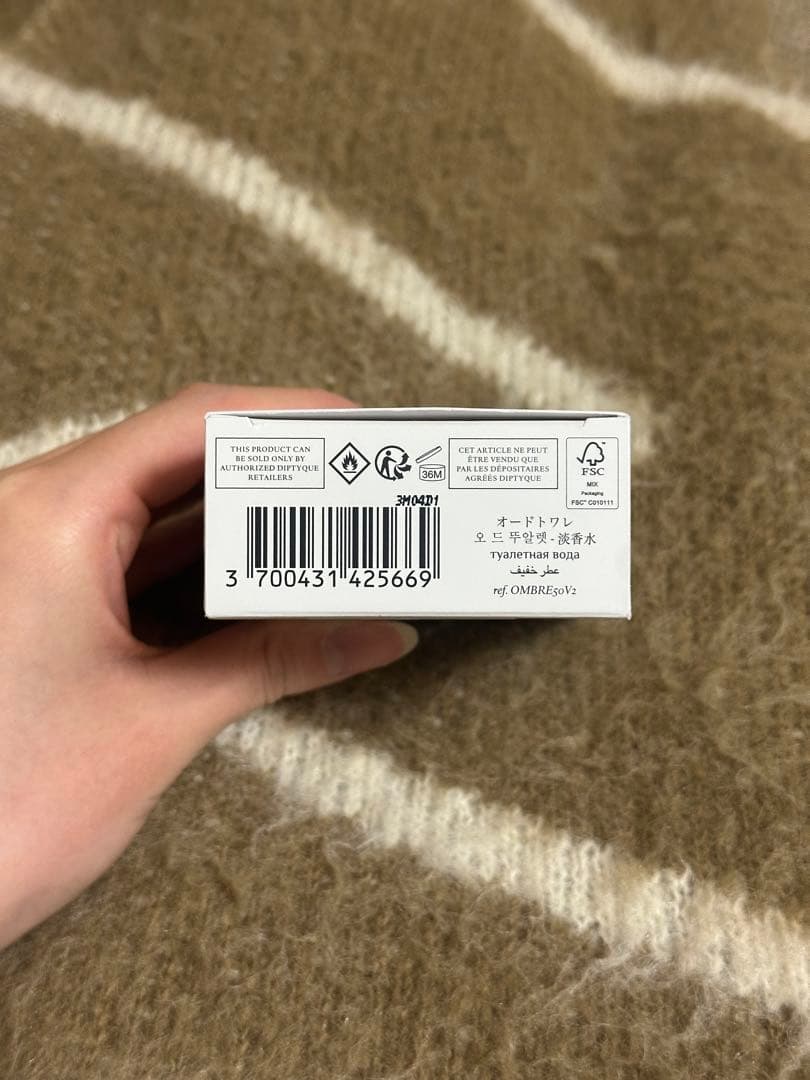 THIS PRODUCT CAN
BE SOLD ONLY BY
AUTHORIZED DIPTYQUE
RETAILERS
36M
CET ARTICLE NE PEUT
ÊTRE VENDU QUE
PAR LES DÉPOSITAIRES
AGRÉÉS DIPTYQUE
FSC
MIX
Packaging
FSC® C010111
3M04D1
3 700431 425669
オードトワレ
오 드 뚜알렛 - 淡香水
туалетная вода
عطر خفيف
ref. OMBRE50V2